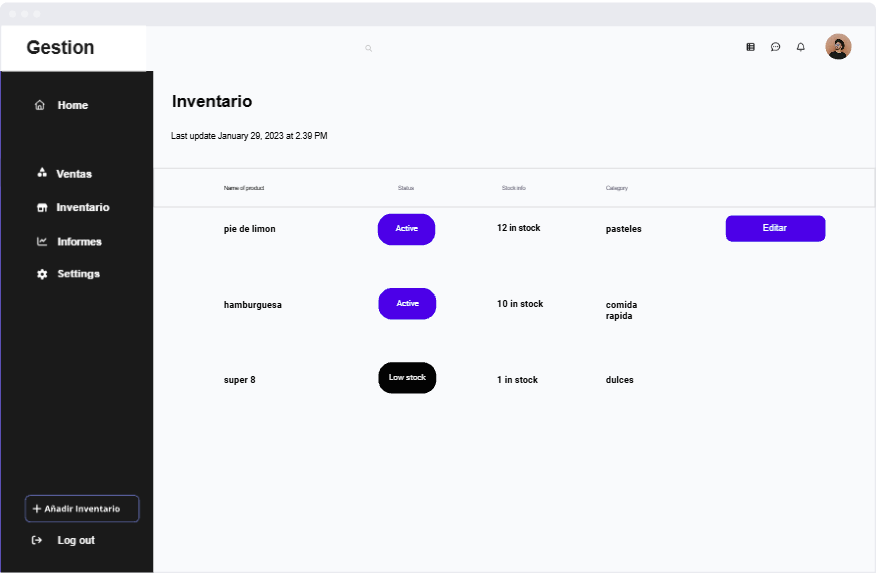 Gestion
Home
Ventas
Inventario
Informes
Settings
+ Añadir Inventario
Log out
Inventario
Last update January 29, 2023 at 2.39 PM
Name of product Status Stock info Category
pie de limon Active 12 in stock pasteles Editar
hamburguesa Active 10 in stock comida
rapida
super 8 Low stock 1 in stock dulces